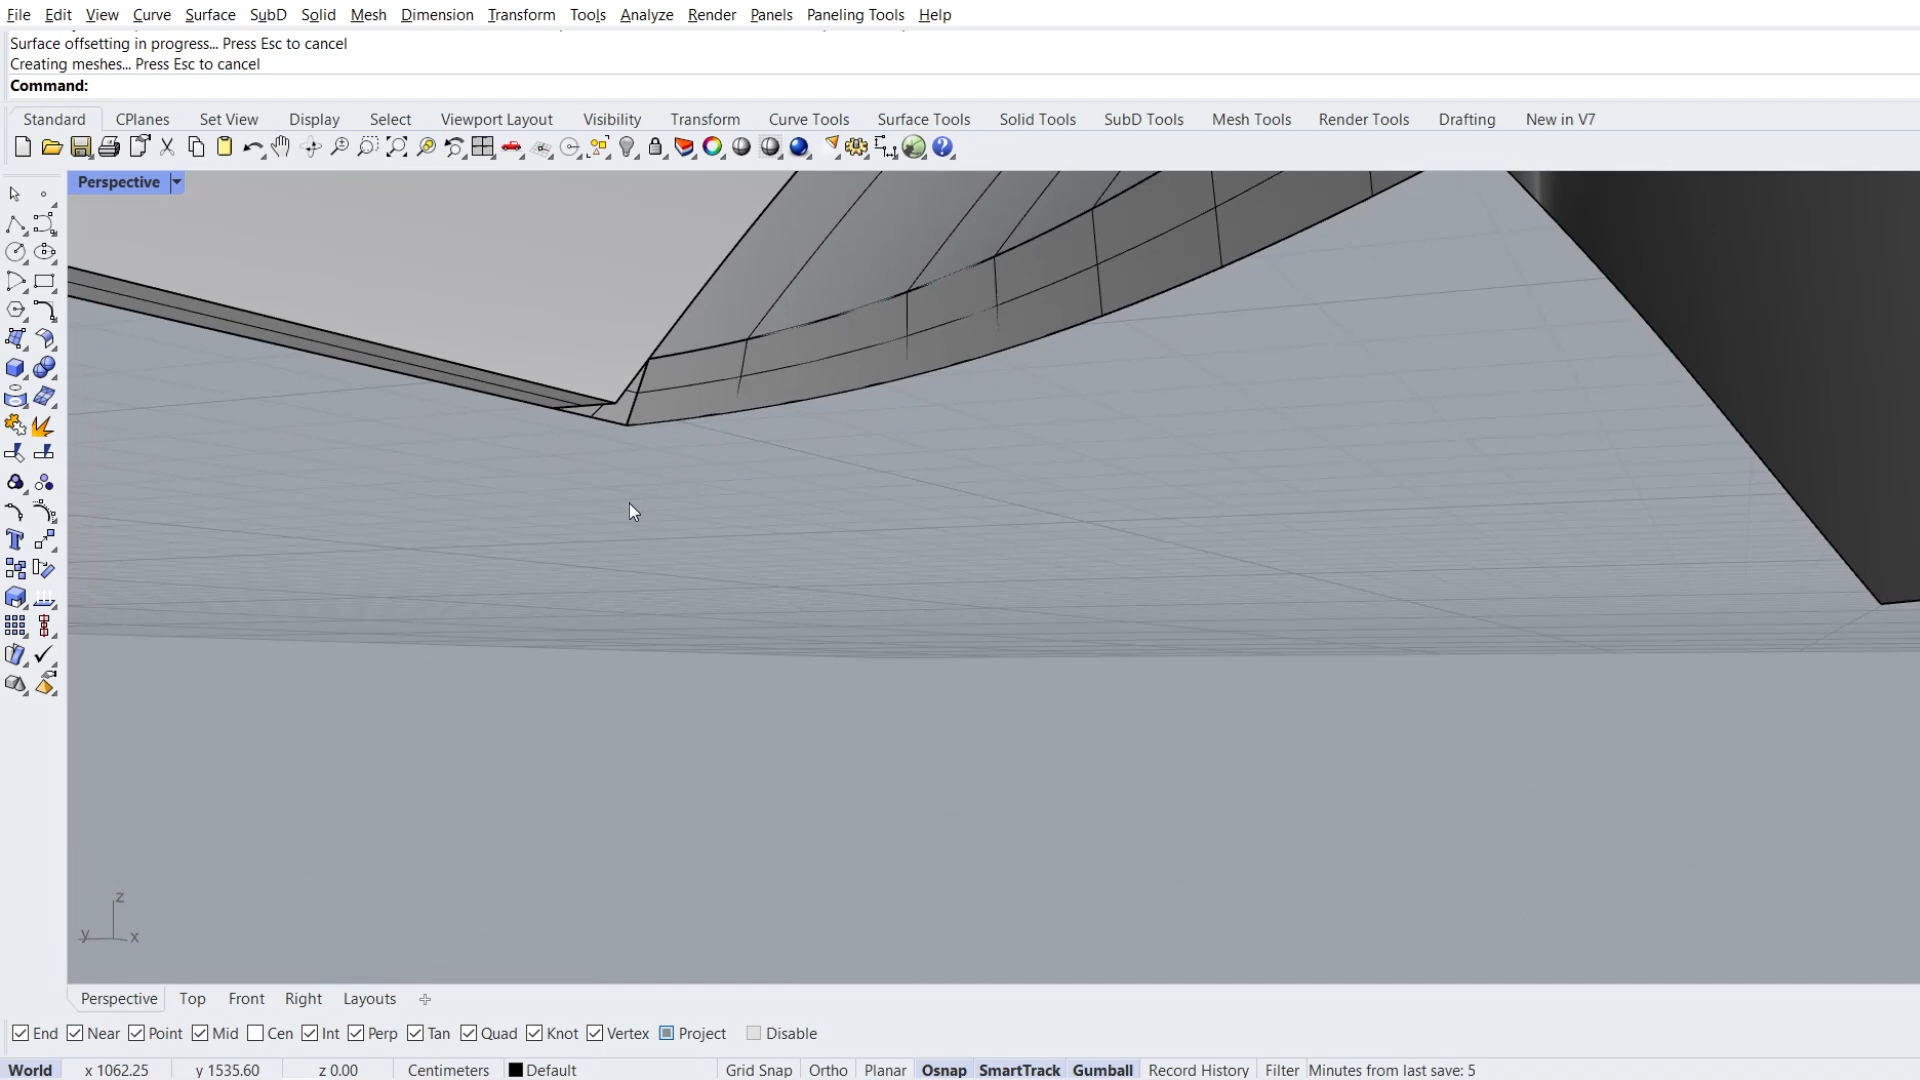 File Edit View Curve Surface SubD Solid Mesh Dimension Transform Tools Analyze Render Panels Paneling Tools Help
Surface offsetting in progress... Press Esc to cancel
Creating meshes... Press Esc to cancel
Command:
Standard CPlanes Set View Display Select Viewport Layout Visibility Transform Curve Tools Surface Tools Solid Tools SubD Tools Mesh Tools Render Tools Drafting New in V7
Perspective
z
y x
Perspective Top Front Right Layouts
End Near Point Mid Cen Int Perp Tan Quad Knot Vertex Project Disable
World x 1062.25 y 1535.60 z 0.00 Centimeters Default Grid Snap Ortho Planar Osnap SmartTrack Gumball Record History Filter Minutes from last save: 5